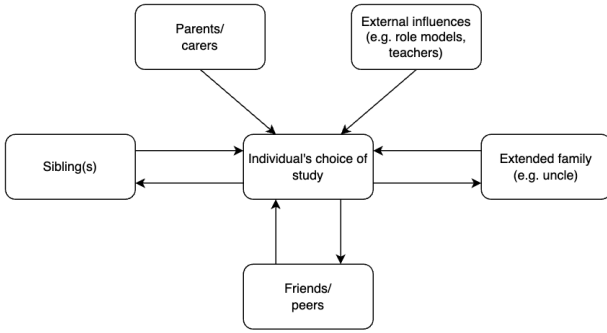 Parents/
carers
External influences
(e.g. role models,
teachers)
Sibling(s)
Individual's choice of
study
Extended family
(e.g. uncle)
Friends/
peers